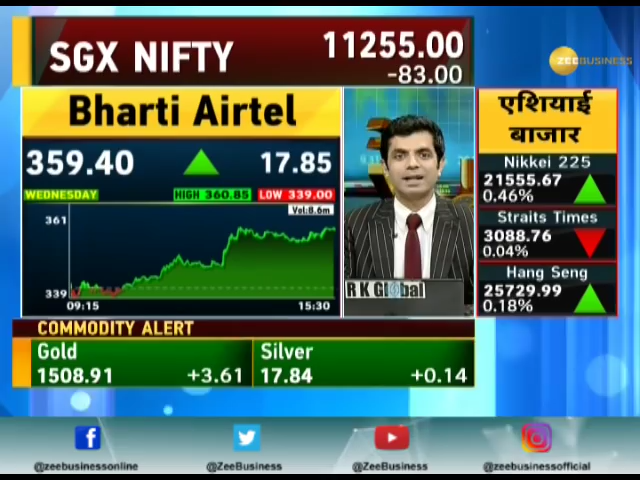 SGX NIFTY
11255.00
-83.00
ZEEBUSINESS
Bharti Airtel
359.40 17.85
WEDNESDAY HIGH 360.85 LOW 339.00
Vol:8.6m
361
339
09:15 15:30
R K Global
एशियाई
बाजार
Nikkei 225
21555.67
0.46%
Straits Times
3088.76
0.04%
Hang Seng
25729.99
0.18%
COMMODITY ALERT
Gold
1508.91 +3.61
Silver
17.84 +0.14
@zeebusinessonline
@ZeeBusiness
@ZeeBusiness
@zeebusinessofficial